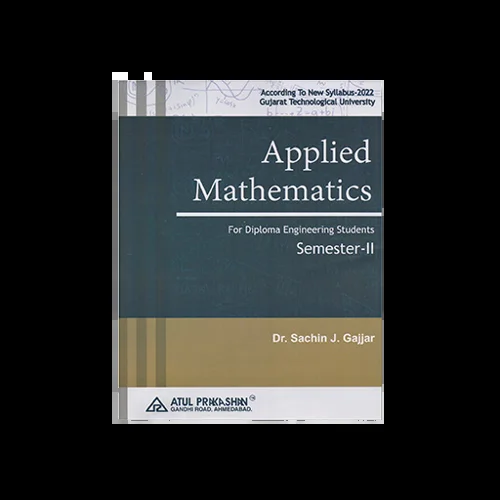 According To New Syllabus-2022
Gujarat Technological University
Applied
Mathematics
For Diploma Engineering Students
Semester-II
Dr. Sachin J. Gajjar
ATUL PRAKASHAN
GANDHI ROAD, AHMEDABAD.